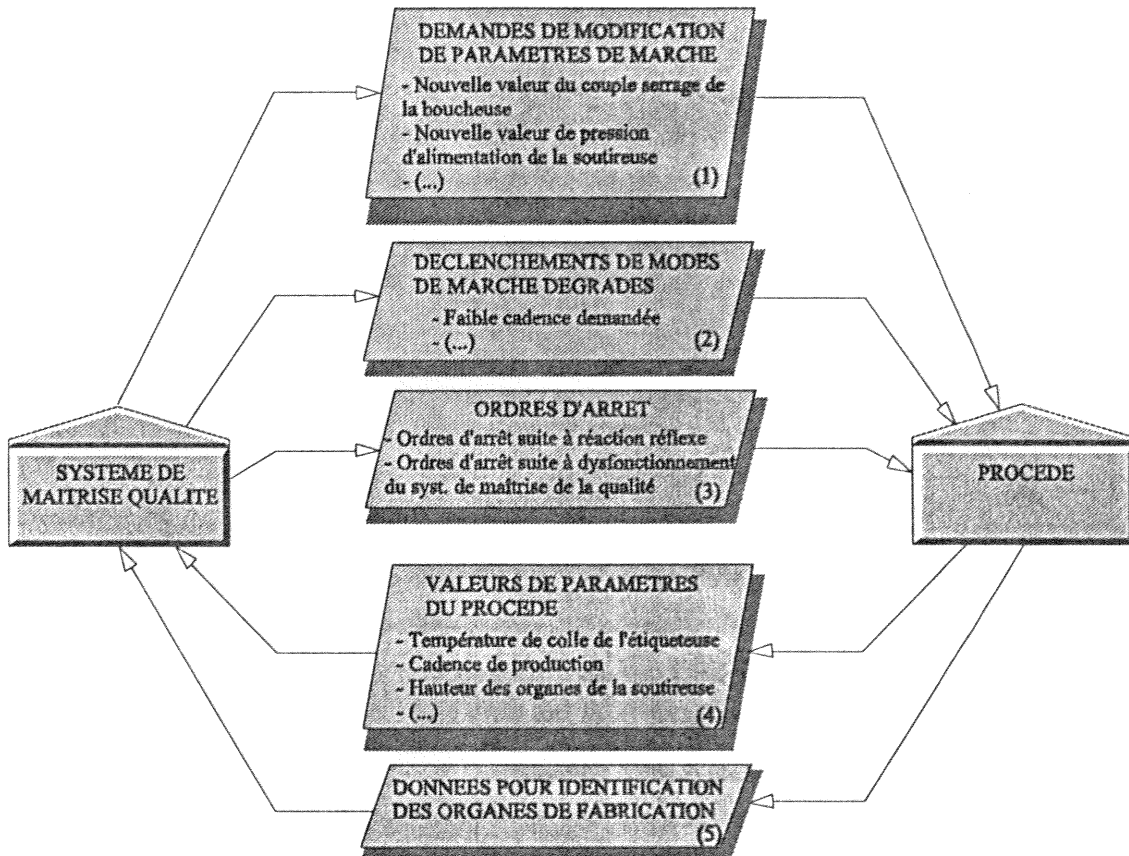 DEMANDES DE MODIFICATION
DE PARAMETRES DE MARCHE
- Nouvelle valeur du couple serrage de
la boucheuse
- Nouvelle valeur de pression
d'alimentation de la soutireuse
- (...)
(1)
DECLENCHEMENTS DE MODES
DE MARCHE DEGRADES
- Faible cadence demandée
- (...)
(2)
ORDRES D'ARRET
- Ordres d'arrêt suite à réaction réflexe
- Ordres d'arrêt suite à dysfonctionnement
du syst. de maîtrise de la qualité
(3)
SYSTEME DE
MAITRISE QUALITE
PROCEDE
VALEURS DE PARAMETRES
DU PROCEDE
- Température de colle de l'étiqueteuse
- Cadence de production
- Hauteur des organes de la soutireuse
- (...)
(4)
DONNEES POUR IDENTIFICATION
DES ORGANES DE FABRICATION
(5)